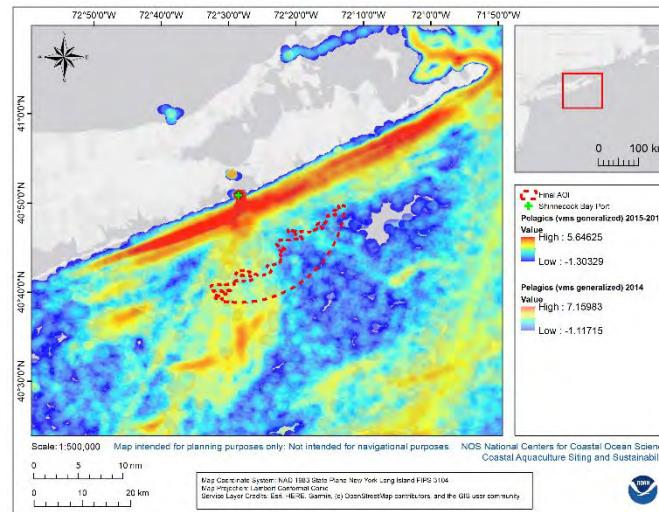 72°50'0"W 72°40'0"W 72°30'0"W 72°20'0"W 72°10'0"W 72°0'0"W 71°50'0"W
41°0'0"N
40°50'0"N
40°40'0"N
40°30'0"N
0 100 km
Final AOI
Shinnecock Bay Port
Pelagics (vms generalized) 2015-201
Value
High : 5.64625
Low : -1.30329
Pelagics (vms generalized) 2014
Value
High : 7.15983
Low : -1.11715
Scale: 1:500,000 Map intended for planning purposes only: Not intended for navigational purposes NOS National Centers for Coastal Ocean Scien
Coastal Aquaculture Siting and Sustainabili
0 5 10 nm
0 10 20 km
Map Coordinate System: NAD 1983 State Plane New York Long Island FIPS 3104
Map Projection: Lambert Conformal Conic
Service Layer Credits: Esri, HERE, Garmin, (c) OpenStreetMap contributors, and the GIS user community